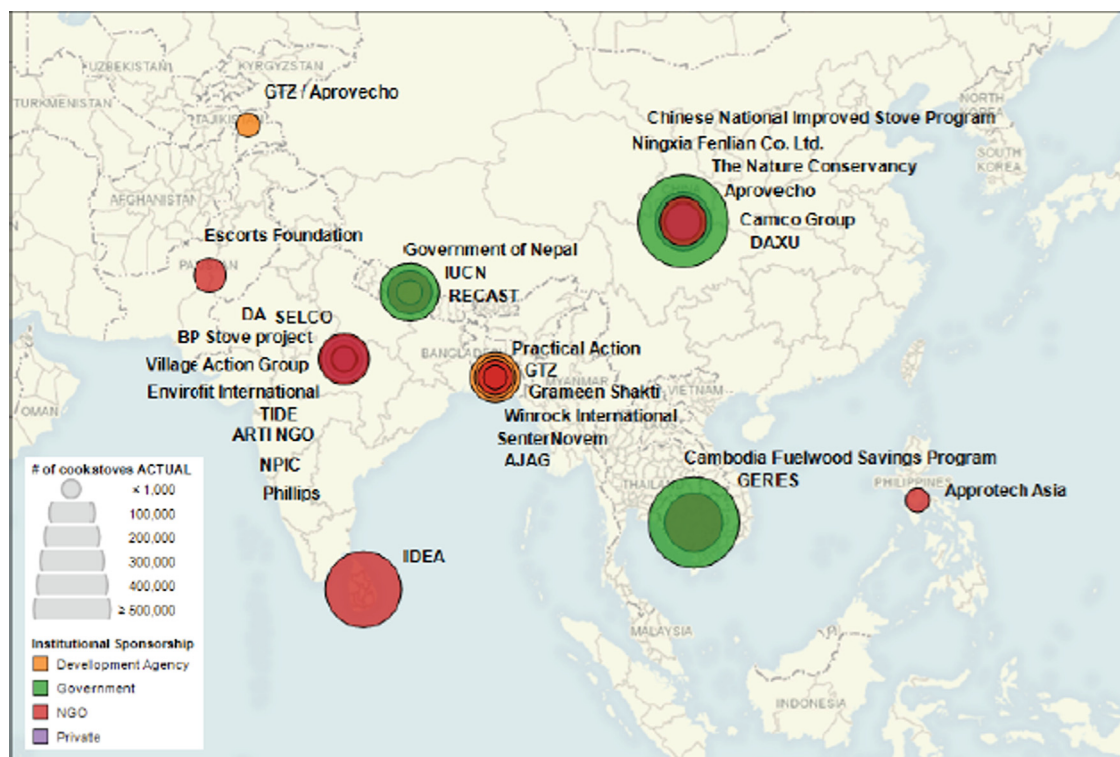 UZBEKISTAN
KYRGYZSTAN
TURKMENISTAN
GTZ / Aprovecho
TAJIKISTAN
NORTH
KOREA
SOUTH
KOREA
Chinese National Improved Stove Program
Ningxia Fenlian Co. Ltd.
The Nature Conservancy
CHINA
Aprovecho
AFGHANISTAN
Camco Group
DAXU
Escorts Foundation
PAKISTAN
Government of Nepal
IUCN
RECAST
DA SELCO
BP Stove project
Village Action Group
Envirofit International
TIDE
ARTI NGO
NPIC
Phillips
OMAN
BANGLADESH
Practical Action
GTZ
MYANMAR
Grameen Shakti
VIETNAM
LAOS
Winrock International
SenterNovem
AJAG
Cambodia Fuelwood Savings Program
THAILAND
GERES
PHILIPPINES
Approtech Asia
IDEA
MALAYSIA
INDONESIA
# of cookstoves ACTUAL
< 1,000
100,000
200,000
300,000
400,000
≥ 500,000
Institutional Sponsorship
Development Agency
Government
NGO
Private